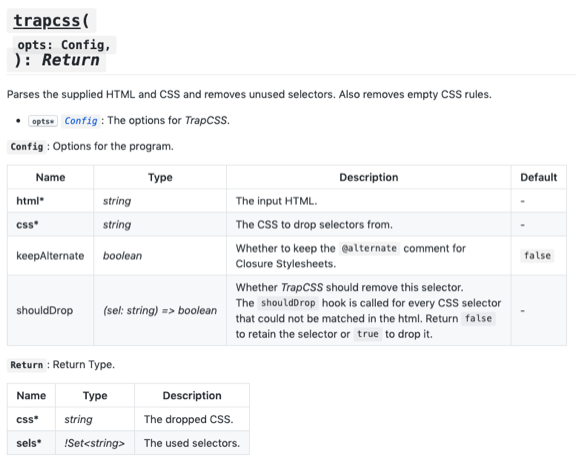 trapcss(
opts: Config,
): Return
Parses the supplied HTML and CSS and removes unused selectors. Also removes empty CSS rules.
• opts* Config : The options for TrapCSS.
Config : Options for the program.
Name Type Description Default
html* string The input HTML. -
css* string The CSS to drop selectors from. -
keepAlternate boolean Whether to keep the @alternate comment for
Closure Stylesheets. false
shouldDrop (sel: string) => boolean Whether TrapCSS should remove this selector.
The shouldDrop hook is called for every CSS selector
that could not be matched in the html. Return false
to retain the selector or true to drop it. -
Return : Return Type.
Name Type Description
css* string The dropped CSS.
sels* !Set<string> The used selectors.